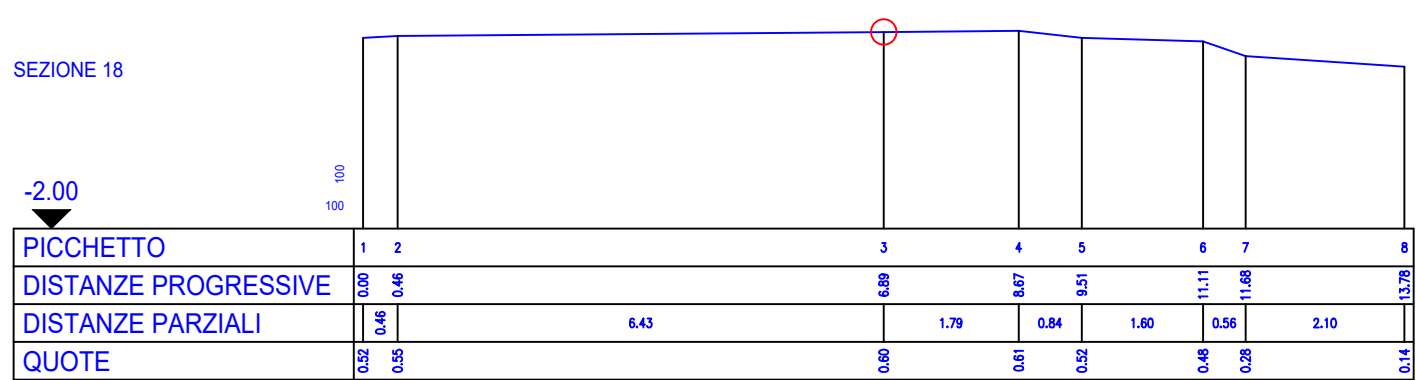 SEZIONE 18
100
100
-2.00
PICCHETTO 1 2 3 4 5 6 7 8
DISTANZE PROGRESSIVE 0.00 0.46 6.89 8.67 9.51 11.11 11.68 13.78
DISTANZE PARZIALI 0.46 6.43 1.79 0.84 1.60 0.56 2.10
QUOTE 0.52 0.55 0.60 0.61 0.52 0.48 0.28 0.14